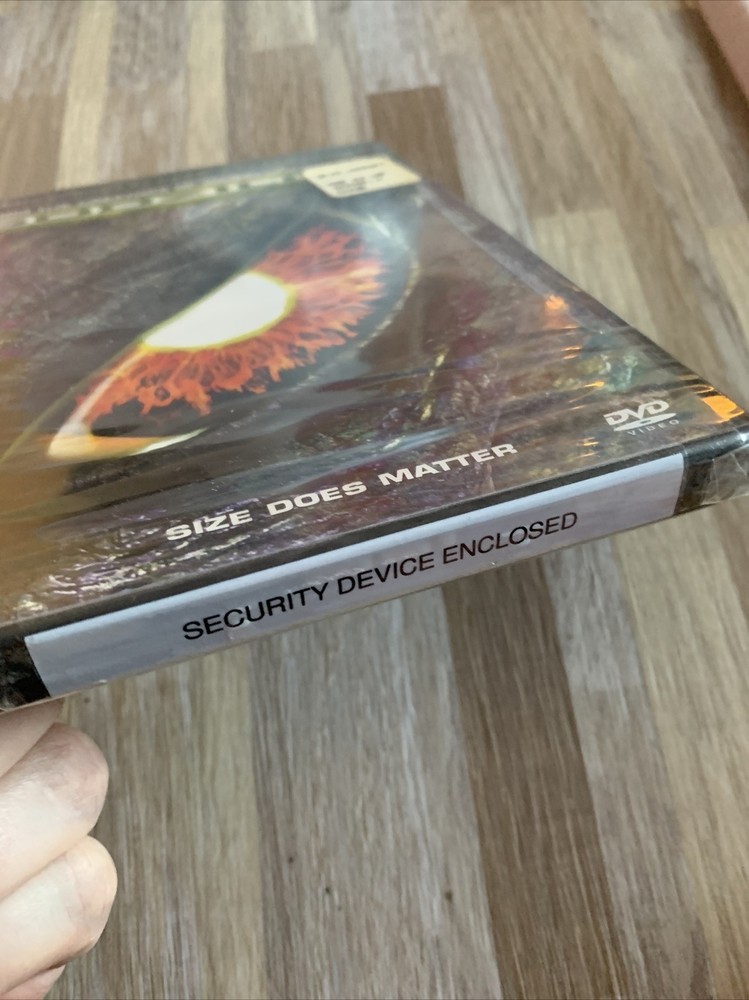 DVD
VIDEO
SIZE DOES MATTER
SECURITY DEVICE ENCLOSED